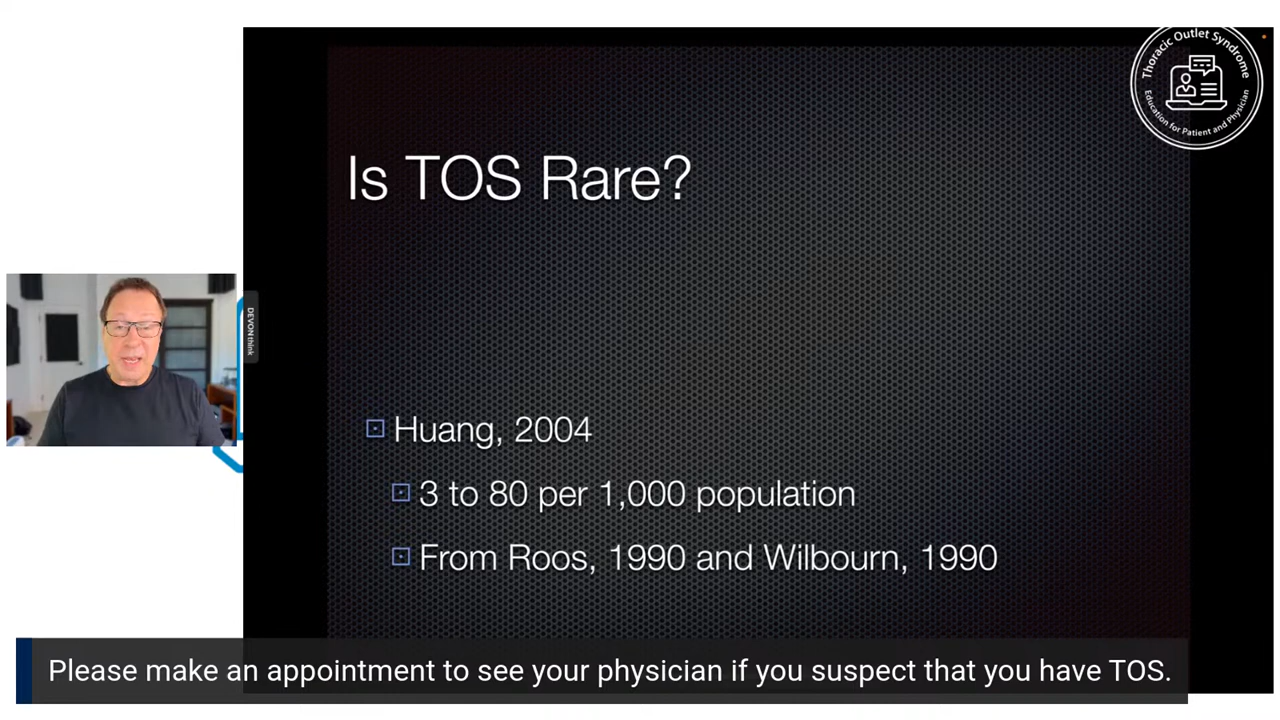 Thoracic Outlet Syndrome
Education for Patient and Physician
Is TOS Rare?
DEVONthink
Huang, 2004
3 to 80 per 1,000 population
From Roos, 1990 and Wilbourn, 1990
Please make an appointment to see your physician if you suspect that you have TOS.